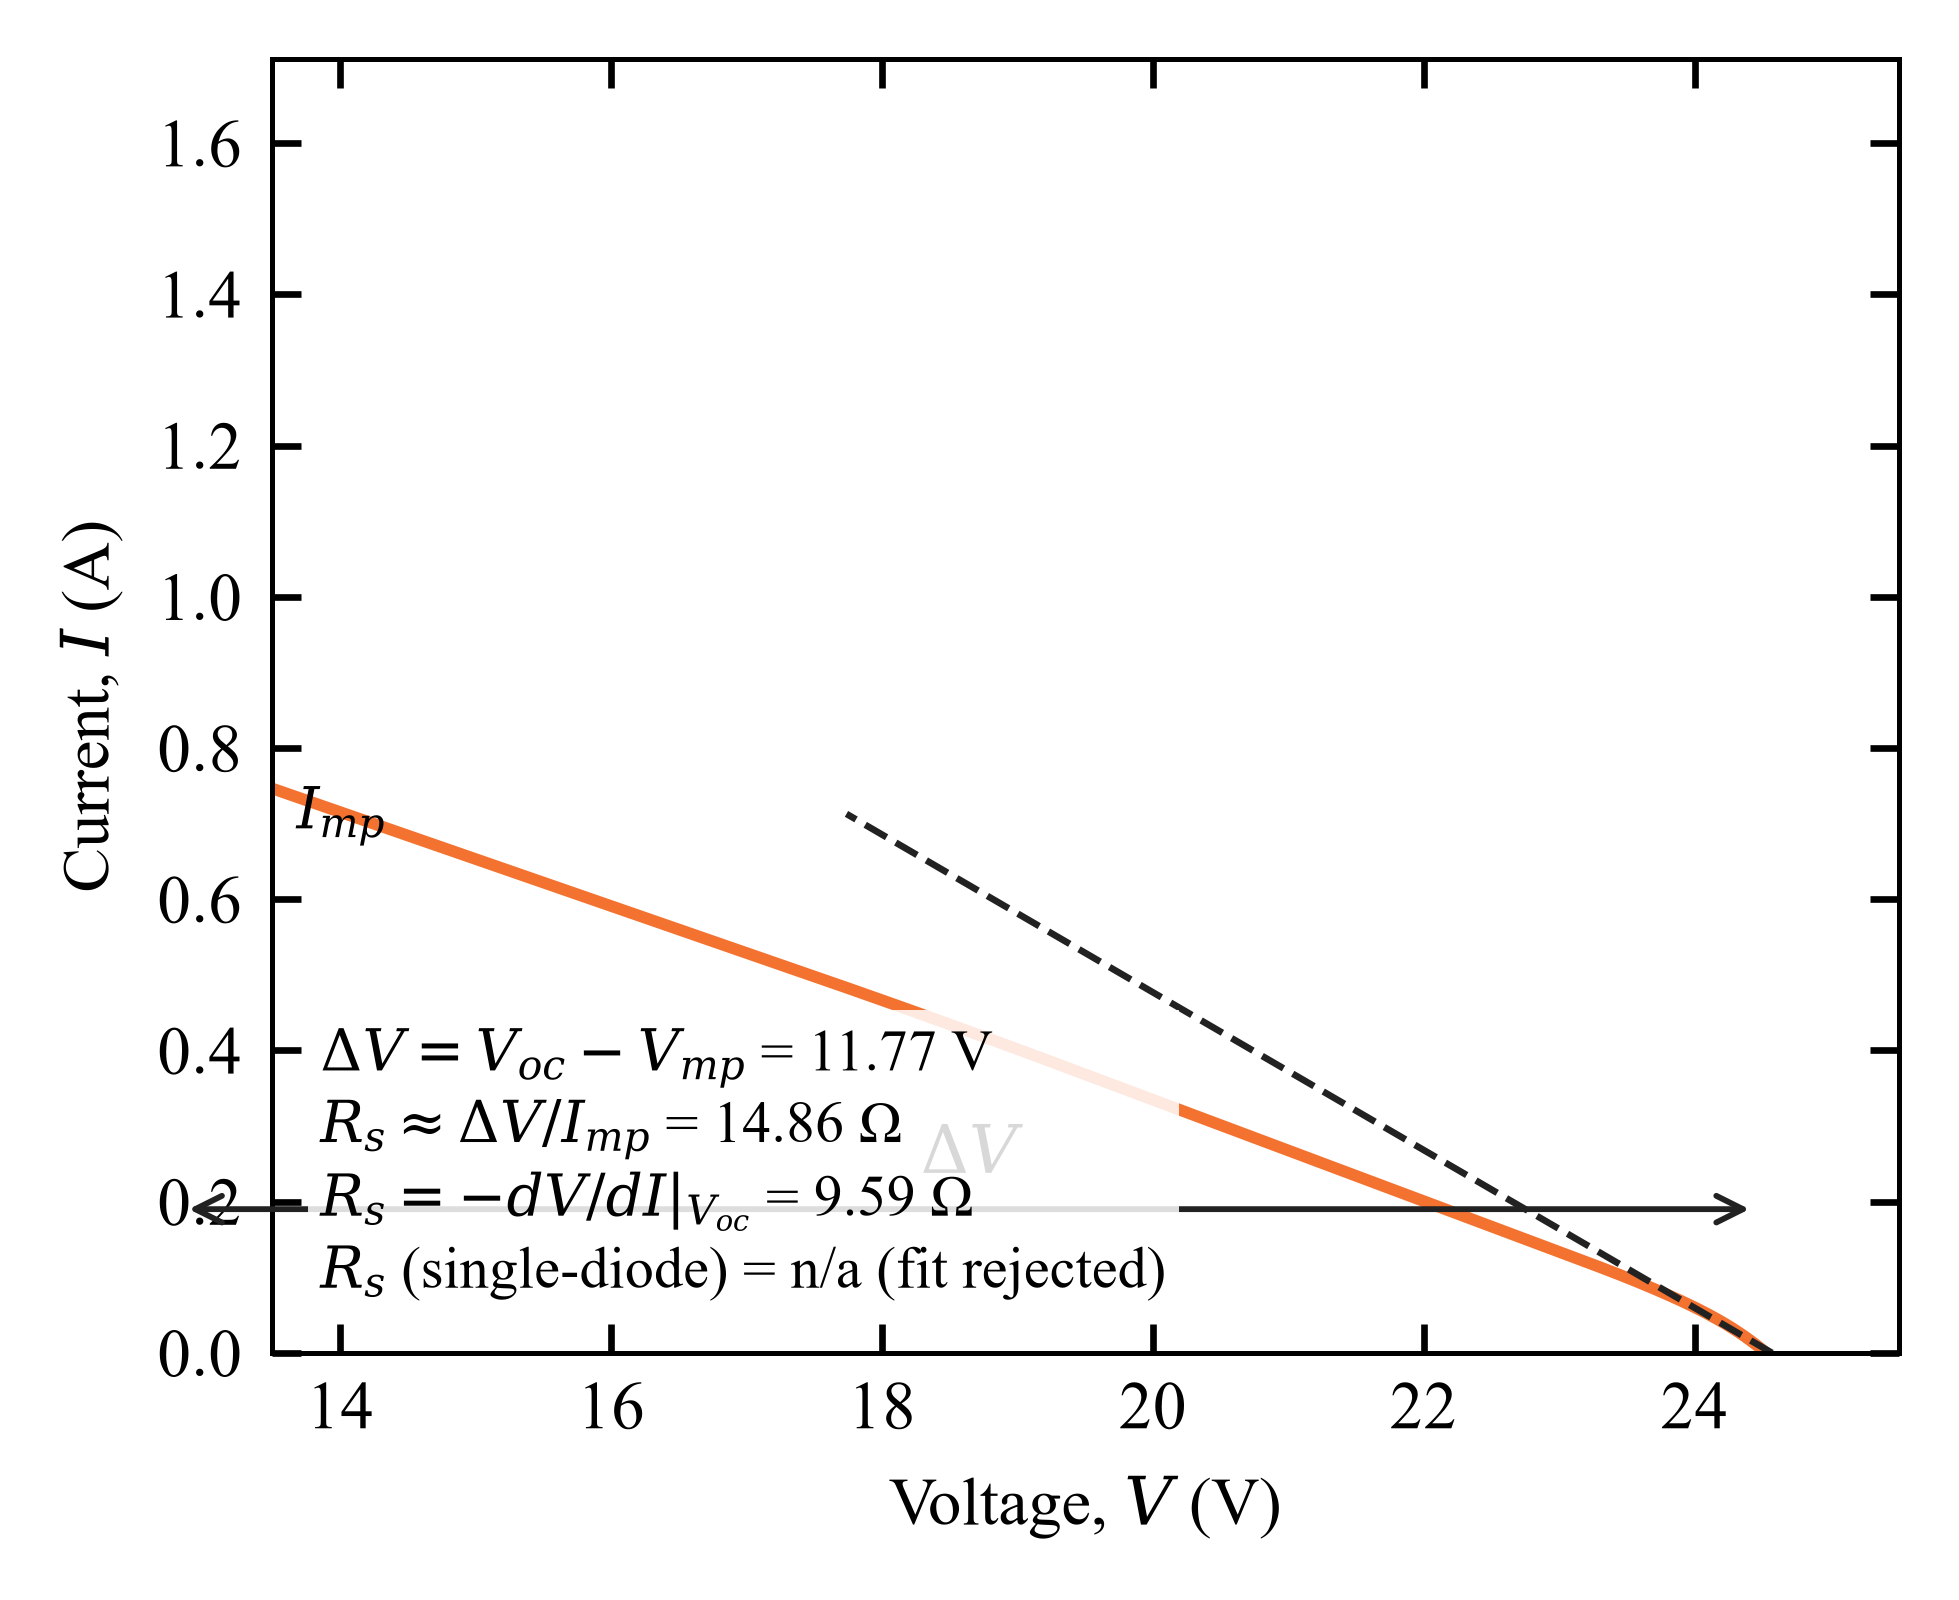 1.6
1.4
1.2
1.0
0.8
0.6
0.4
0.2
0.0
Current, I (A)
I_mp
ΔV = V_oc − V_mp = 11.77 V
R_s ≈ ΔV/I_mp = 14.86 Ω
ΔV
R_s = −dV/dI|_V_oc = 9.59 Ω
R_s (single-diode) = n/a (fit rejected)
14 16 18 20 22 24
Voltage, V (V)